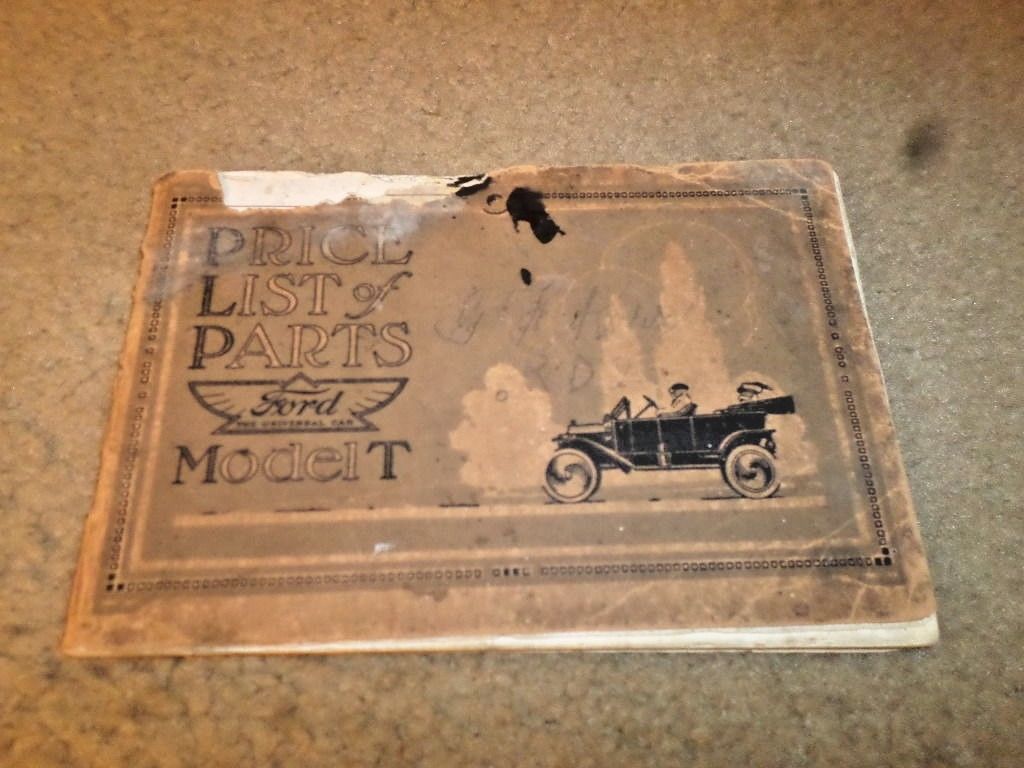 PRICE
LIST of
PARTS
Ford
THE UNIVERSAL CAR
Model T